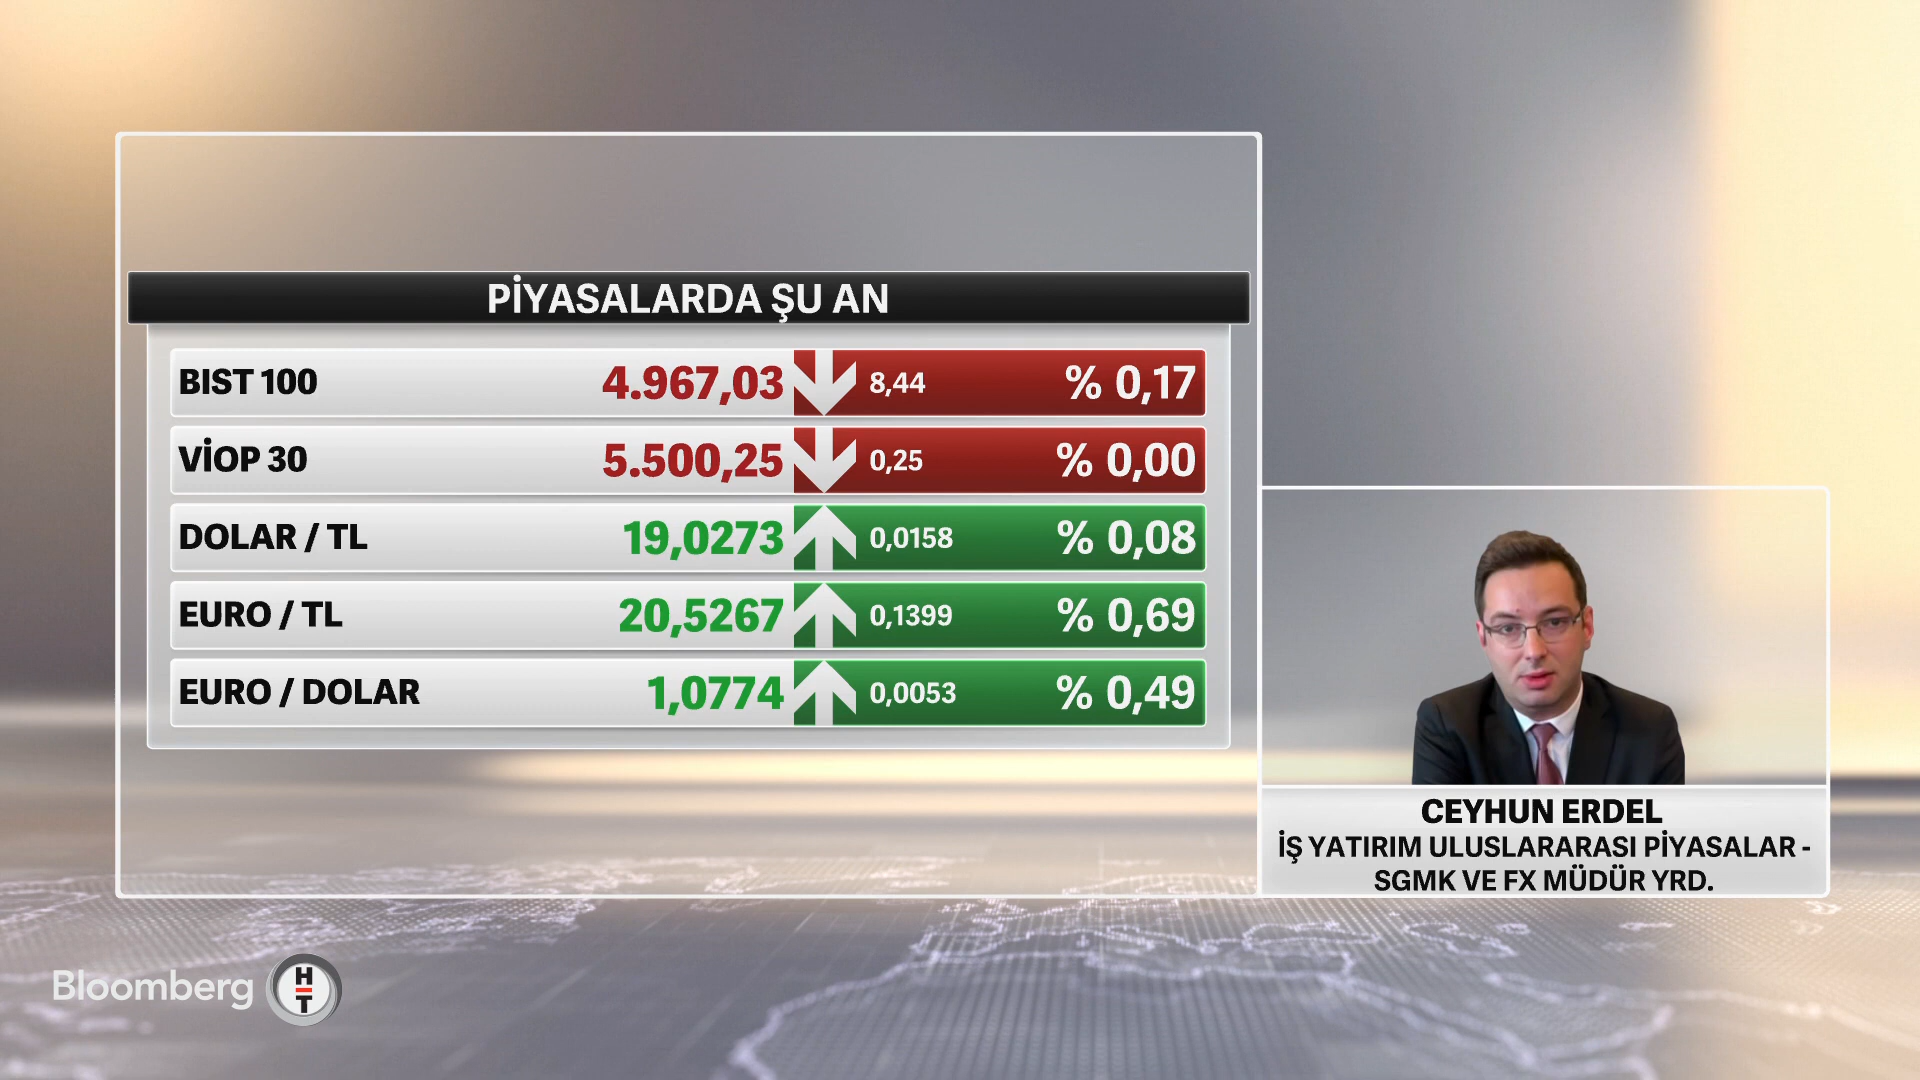 PİYASALARDA ŞU AN
BIST 100 4.967,03 8,44 % 0,17
VİOP 30 5.500,25 0,25 % 0,00
DOLAR / TL 19,0273 0,0158 % 0,08
EURO / TL 20,5267 0,1399 % 0,69
EURO / DOLAR 1,0774 0,0053 % 0,49
CEYHUN ERDEL
İŞ YATIRIM ULUSLARARASI PİYASALAR -
SGMK VE FX MÜDÜR YRD.
Bloomberg HT